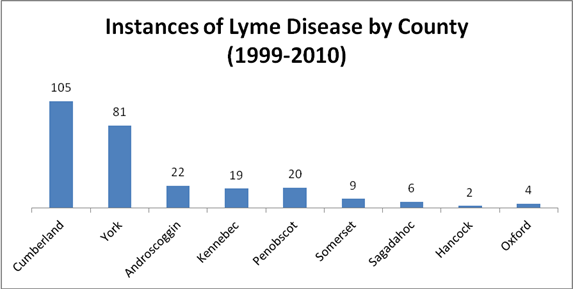 Instances of Lyme Disease by County
(1999-2010)
105
81
22
19
20
9
6
2
4
Cumberland
York
Androscoggin
Kennebec
Penobscot
Somerset
Sagadahoc
Hancock
Oxford